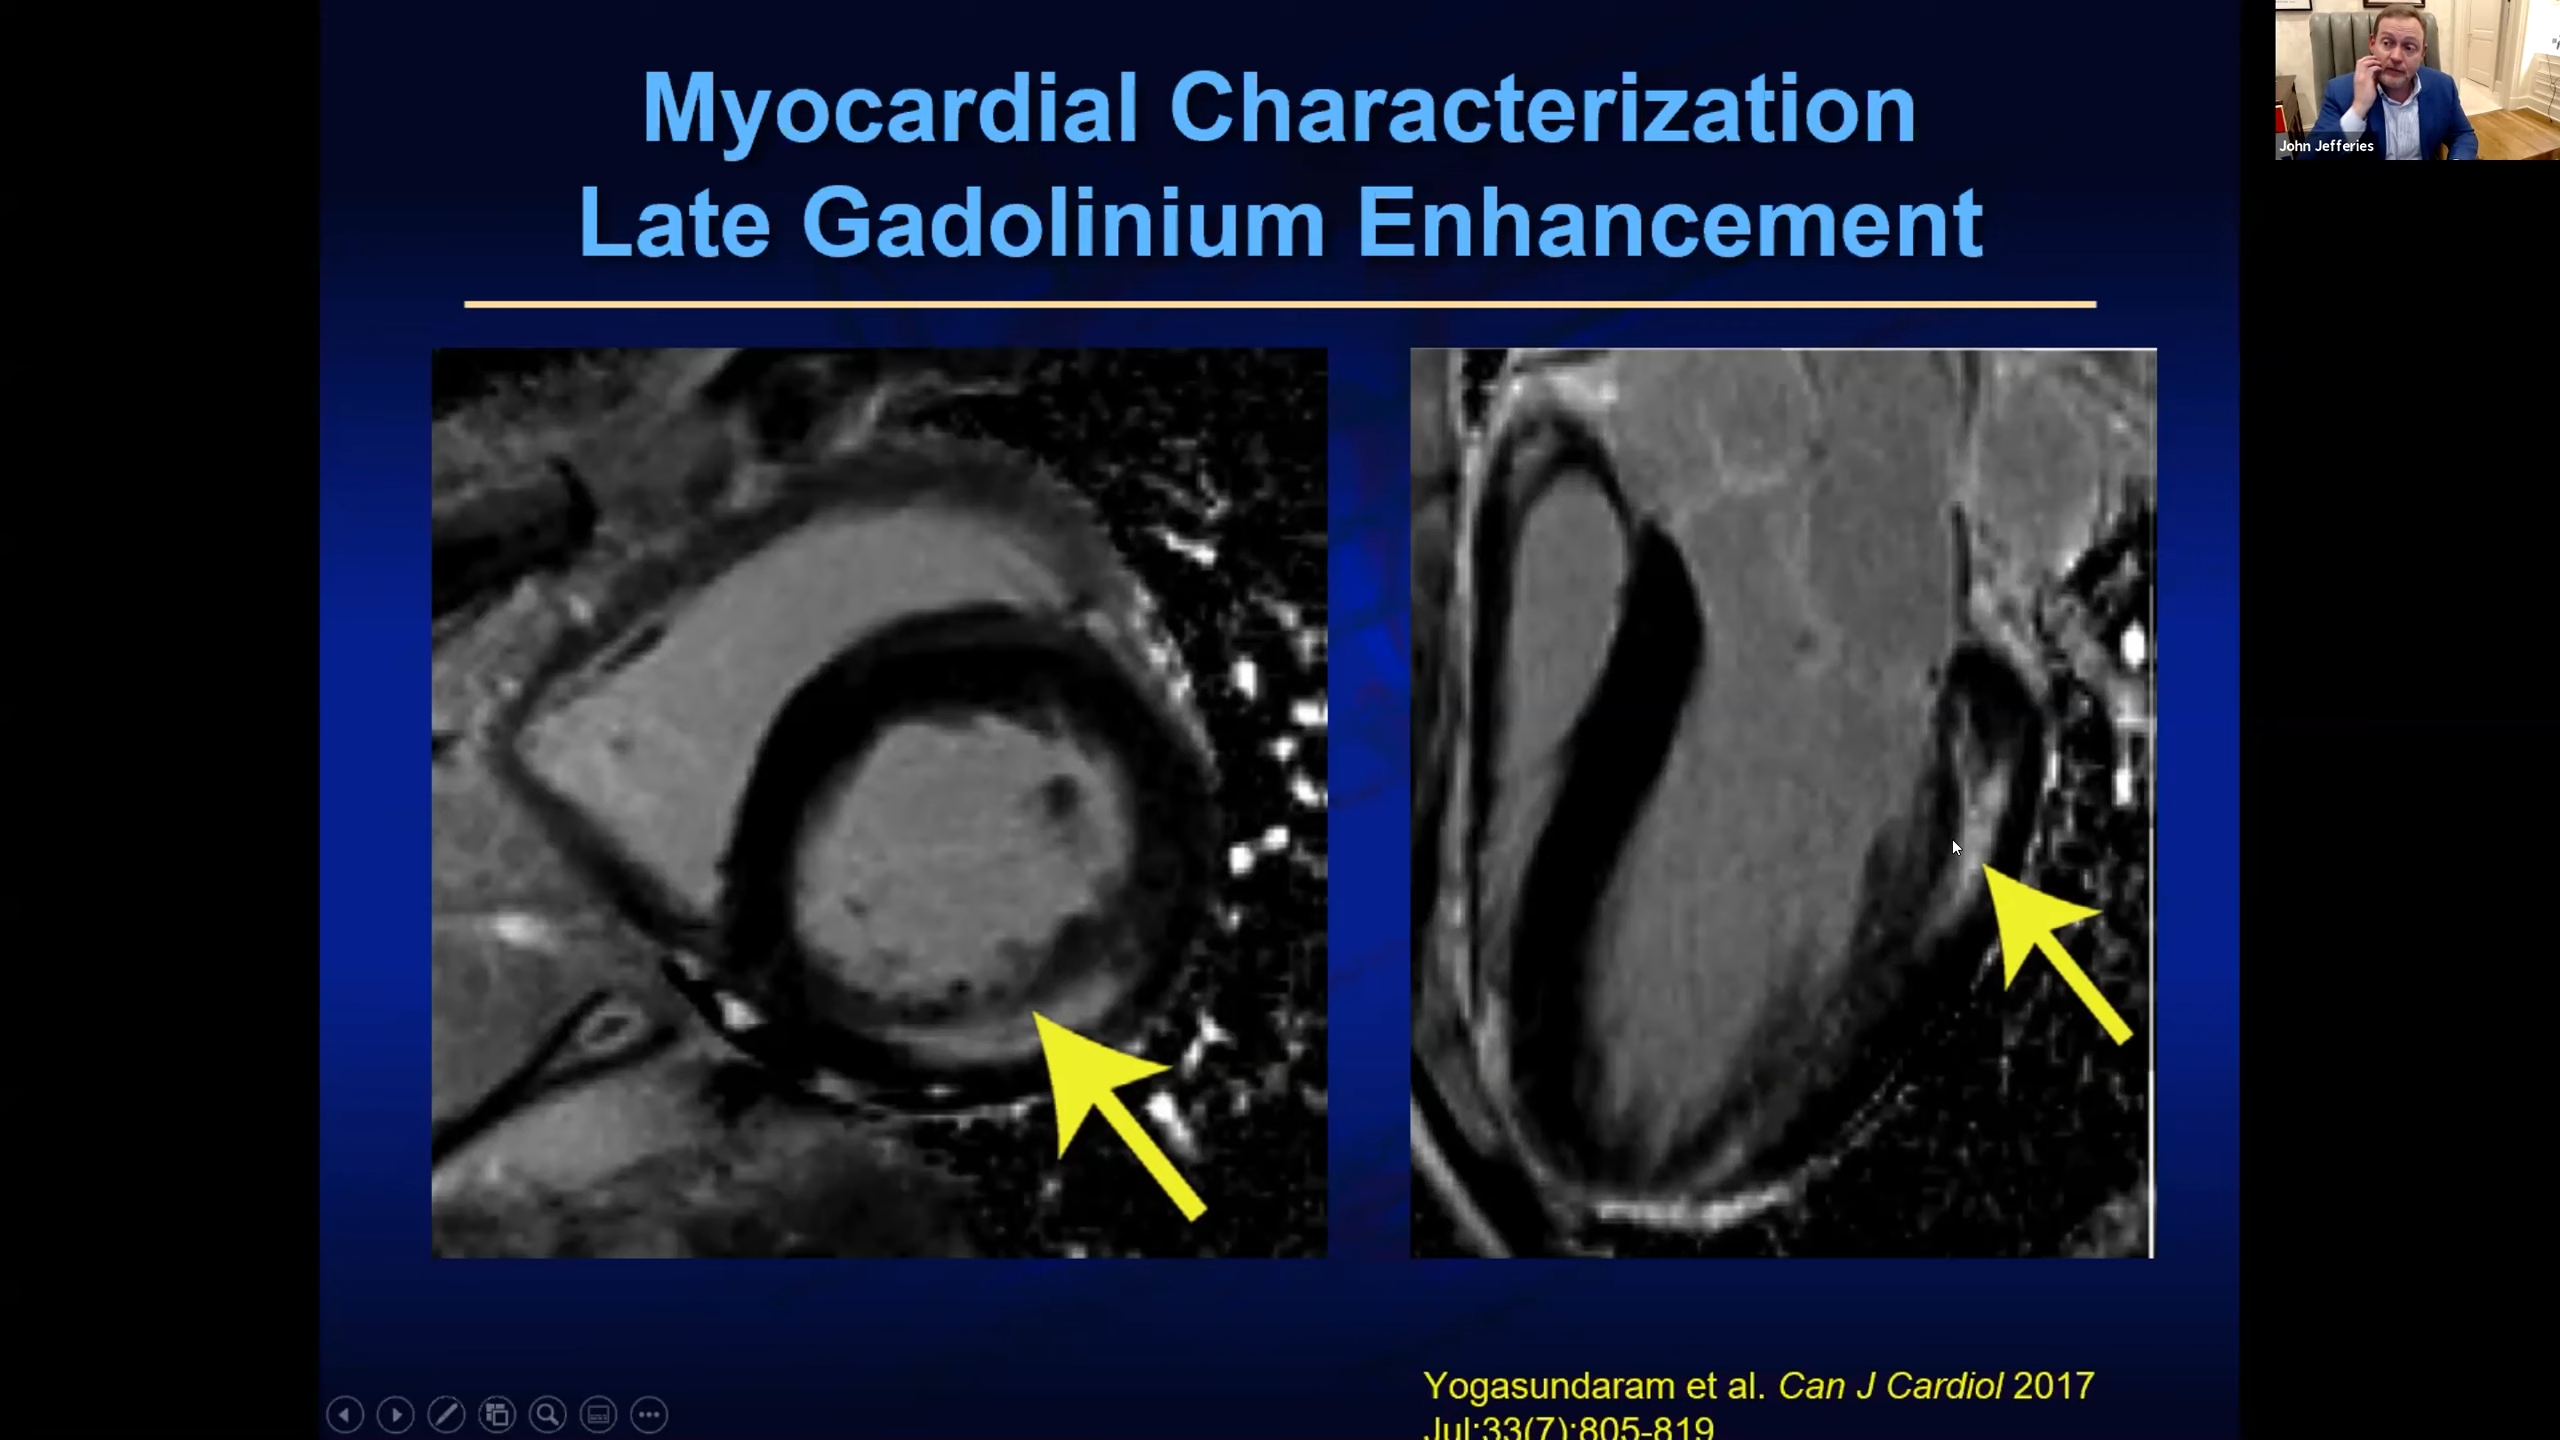 Myocardial Characterization
Late Gadolinium Enhancement
John Jefferies
Yogasundaram et al. Can J Cardiol 2017
Jul;33(7):805-819